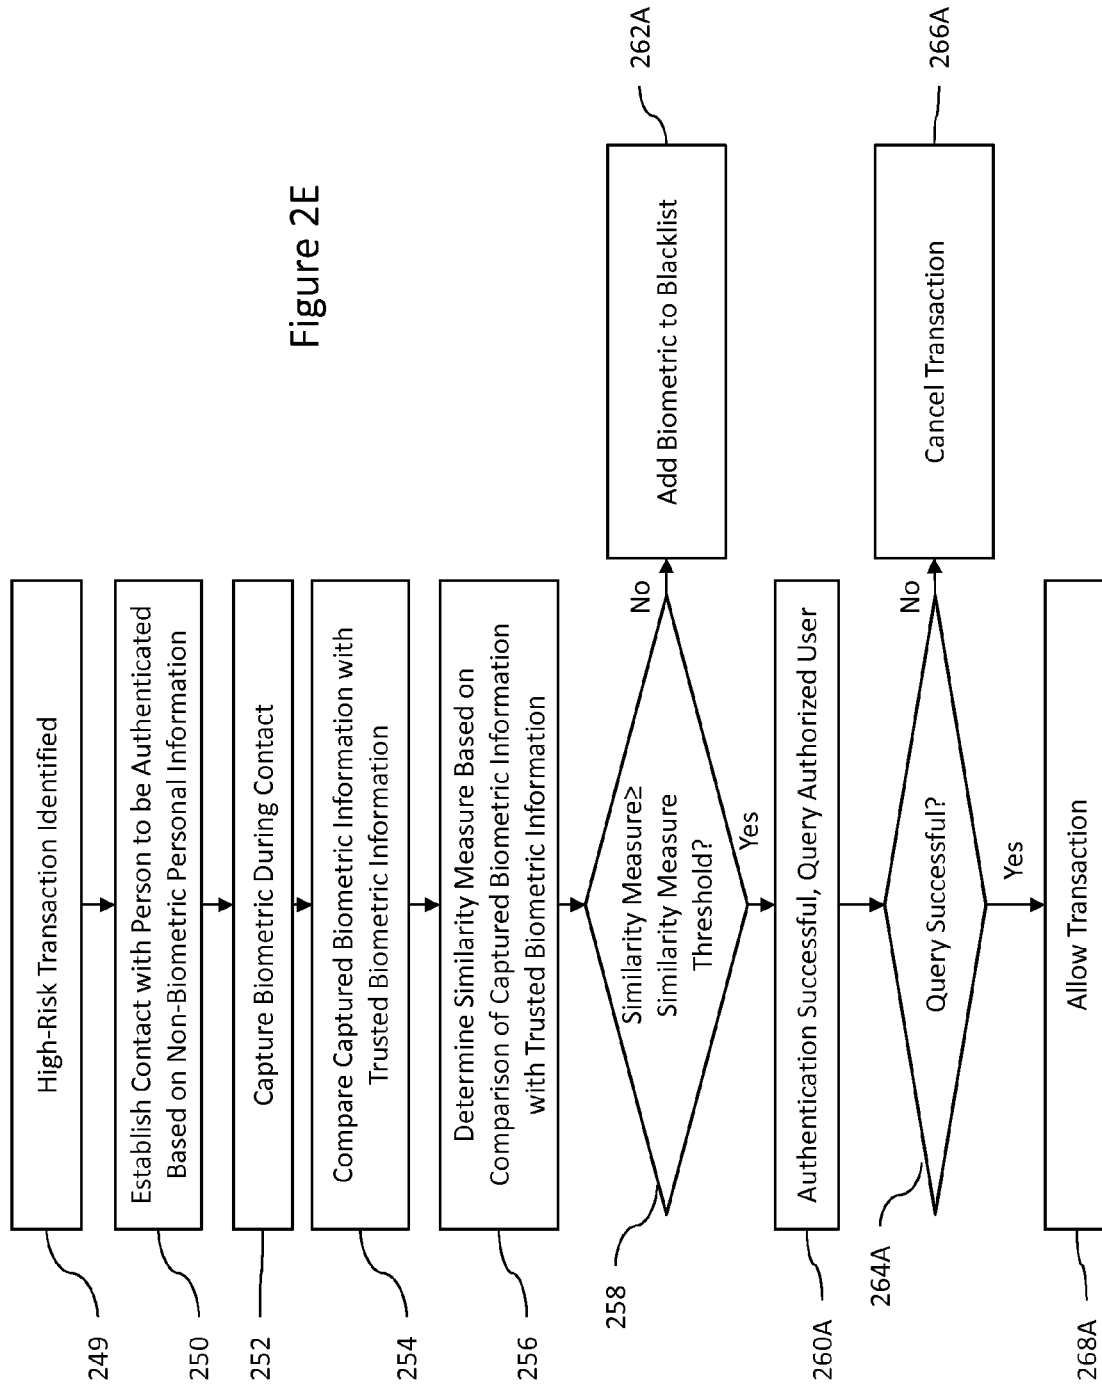 High-Risk Transaction Identified
249
Establish Contact with Person to be Authenticated
Based on Non-Biometric Personal Information
250
Capture Biometric During Contact
252
Compare Captured Biometric Information with
Trusted Biometric Information
254
Determine Similarity Measure Based on
Comparison of Captured Biometric Information
with Trusted Biometric Information
256
Similarity Measure≥
Similarity Measure
Threshold?
258
No
Add Biometric to Blacklist
262A
Yes
Authentication Successful, Query Authorized User
260A
Query Successful?
264A
No
Cancel Transaction
266A
Yes
Allow Transaction
268A
Figure 2E